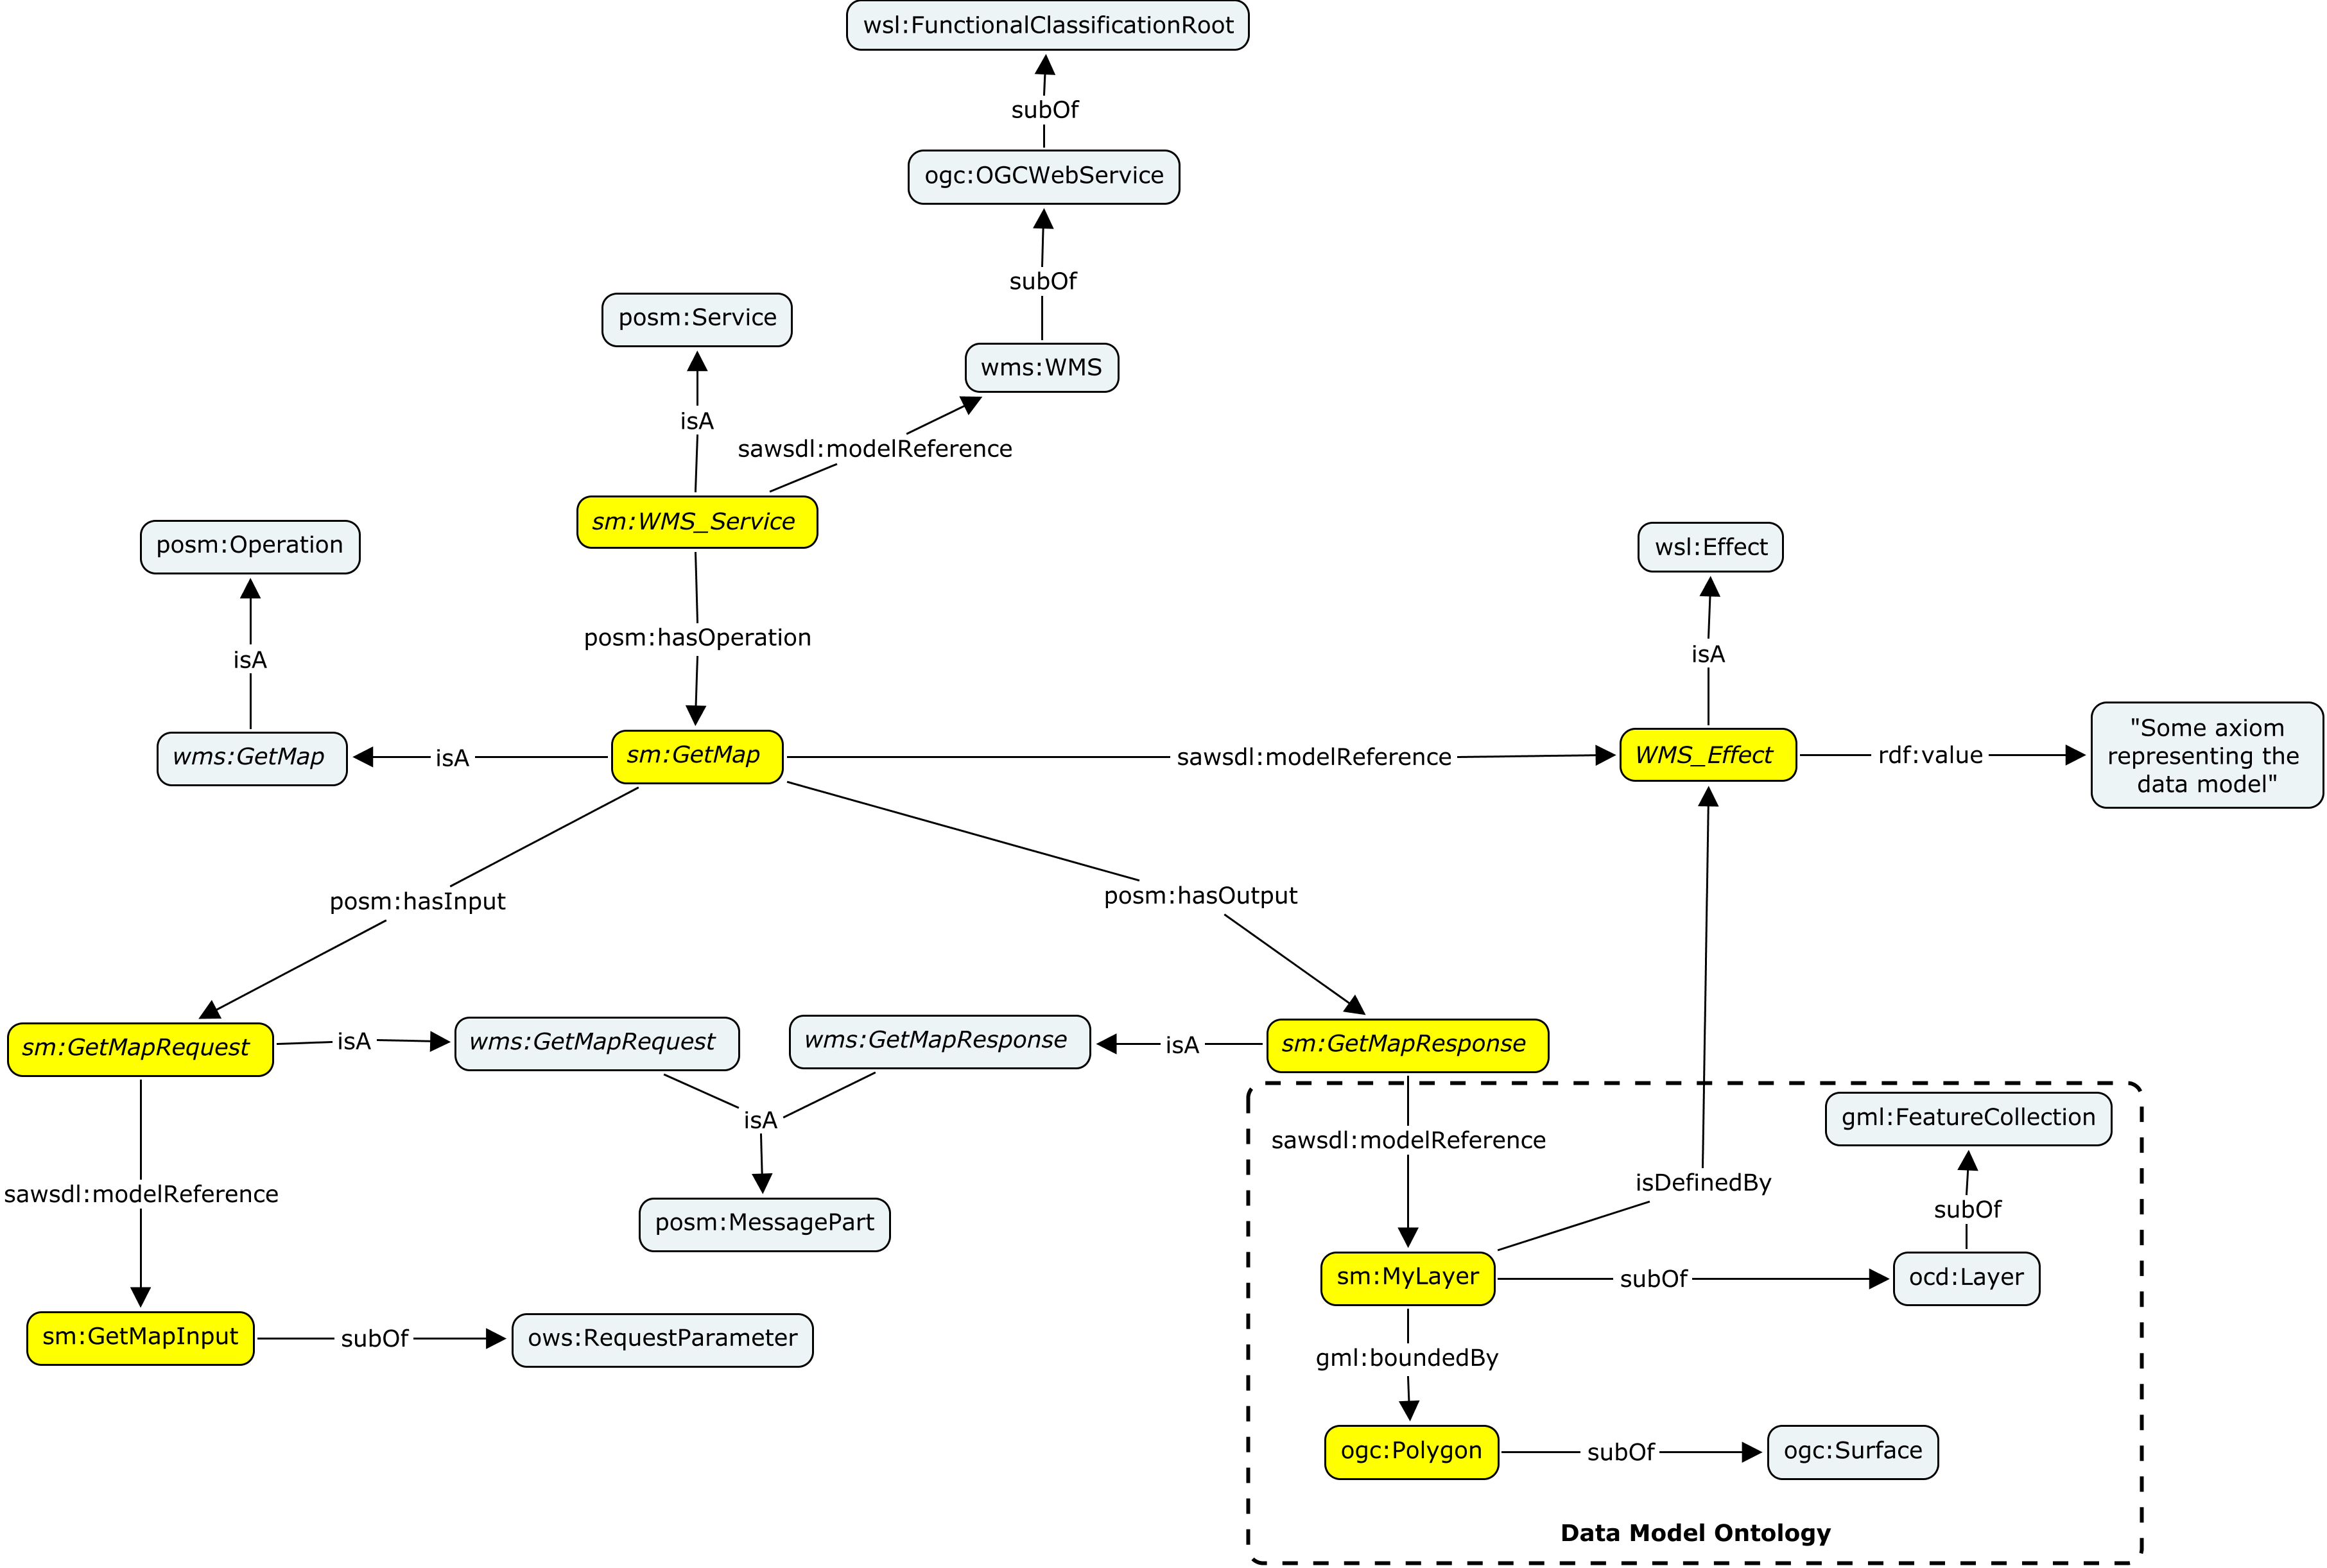 wsl:FunctionalClassificationRoot
subOf
ogc:OGCWebService
subOf
posm:Service
wms:WMS
isA
sawsdl:modelReference
sm:WMS_Service
posm:Operation
wsl:Effect
posm:hasOperation
isA
isA
wms:GetMap
isA
sm:GetMap
sawsdl:modelReference
WMS_Effect
rdf:value
"Some axiom
representing the
data model"
posm:hasInput
posm:hasOutput
sm:GetMapRequest
isA
wms:GetMapRequest
wms:GetMapResponse
isA
sm:GetMapResponse
isA
gml:FeatureCollection
sawsdl:modelReference
sawsdl:modelReference
isDefinedBy
subOf
posm:MessagePart
sm:MyLayer
subOf
ocd:Layer
sm:GetMapInput
subOf
ows:RequestParameter
gml:boundedBy
ogc:Polygon
subOf
ogc:Surface
Data Model Ontology